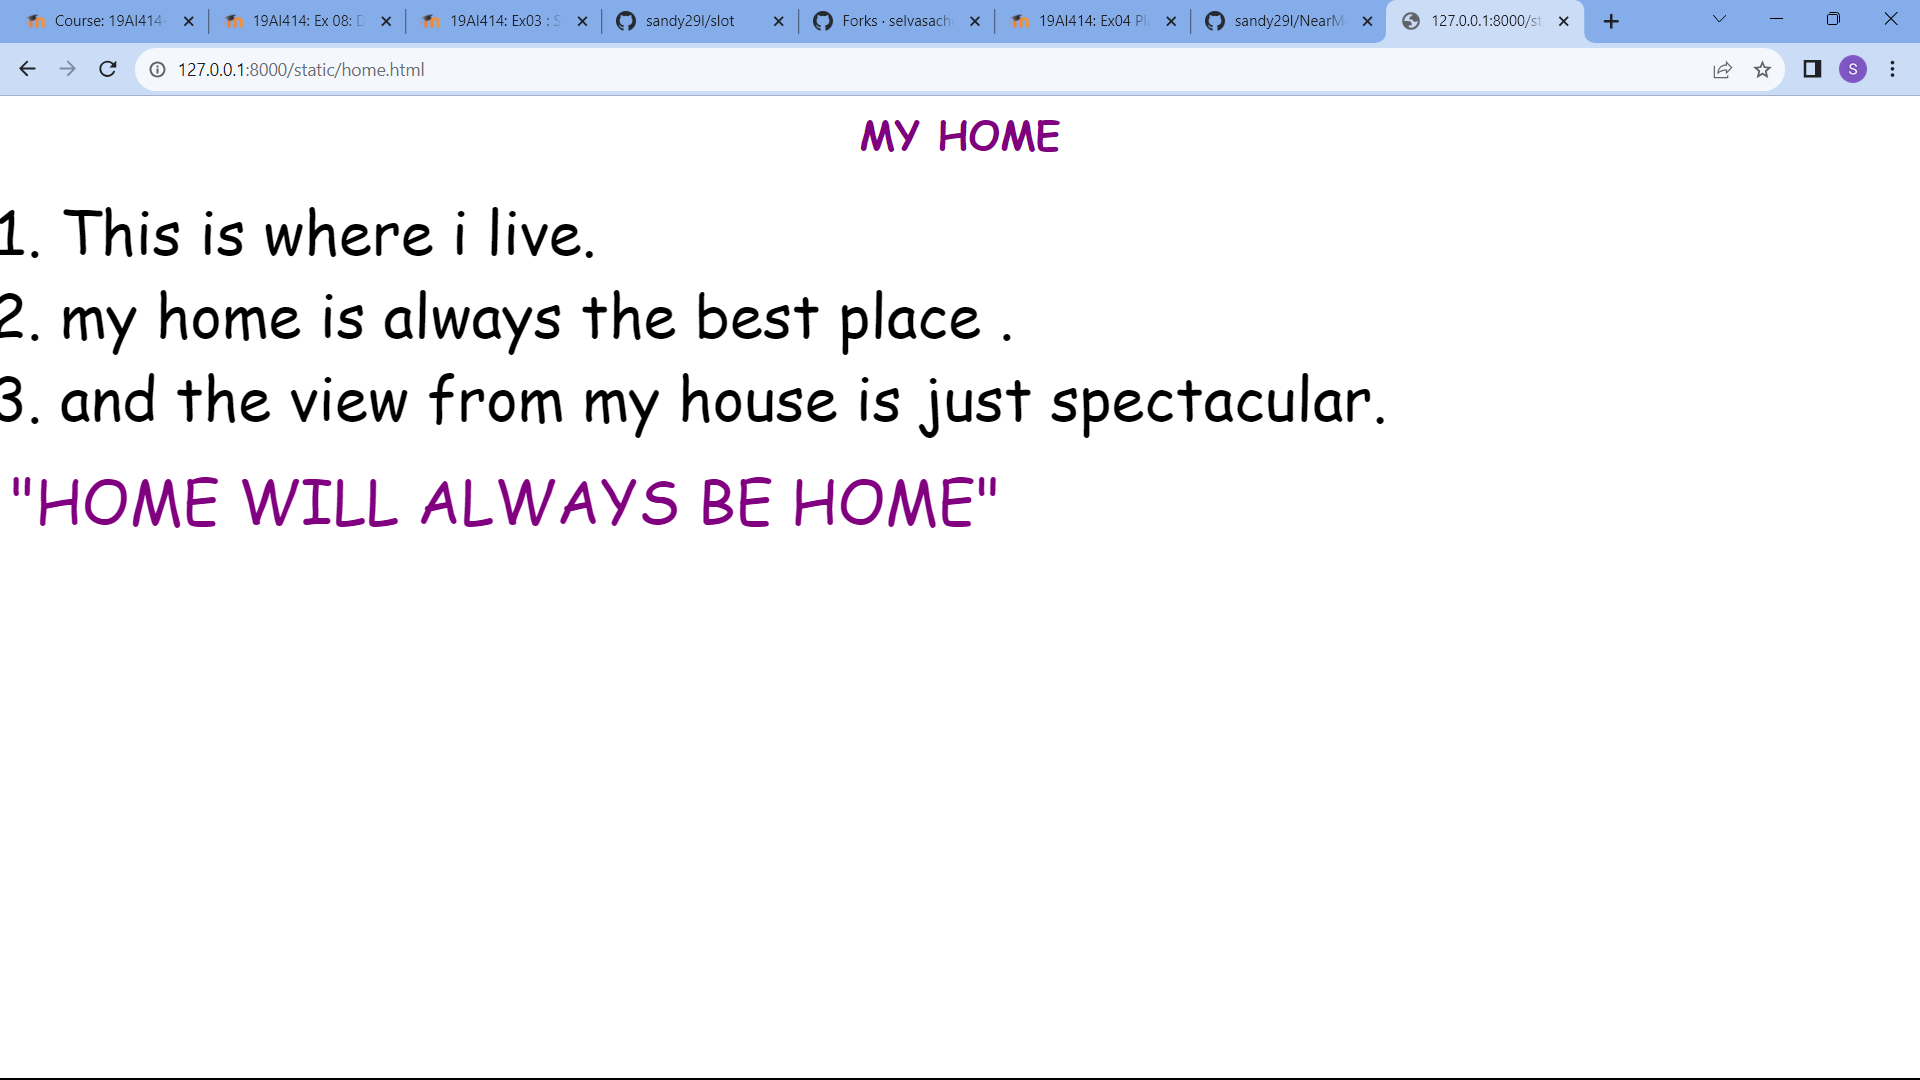 Course: 19AI414-
19AI414: Ex 08: D
19AI414: Ex03 : S
sandy29l/slot
Forks · selvasach
19AI414: Ex04 Pl
sandy29l/NearM
127.0.0.1:8000/st
127.0.0.1:8000/static/home.html
S
MY HOME
1. This is where i live.
2. my home is always the best place .
3. and the view from my house is just spectacular.
"HOME WILL ALWAYS BE HOME"